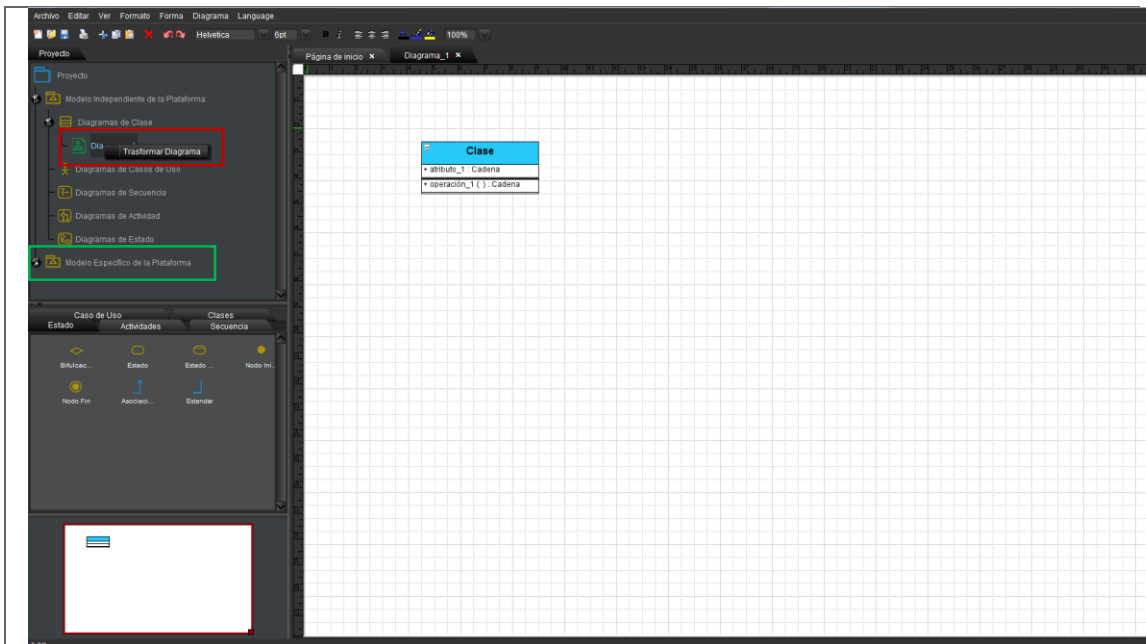 Archivo Editar Ver Formato Forma Diagrama Language
Helvetica 6pt B i 100%
Proyecto
Página de inicio × Diagrama_1 ×
Proyecto
Modelo Independiente de la Plataforma
Diagramas de Clase
Dia
Trasformar Diagrama
Diagramas de Casos de Uso
Diagramas de Secuencia
Diagramas de Actividad
Diagramas de Estado
Modelo Específico de la Plataforma
Clase
+ atributo_1 : Cadena
+ operación_1 ( ) : Cadena
Caso de Uso Clases
Estado Actividades Secuencia
Bifulcac... Estado Estado ... Nodo Ini..
Nodo Fin Asociaci... Estandar